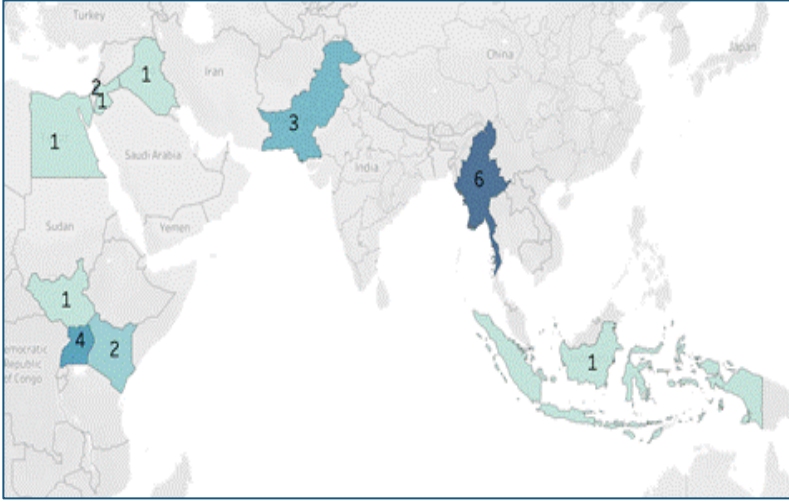 Turkey
China
Japan
1
Iran
2
1
3
1
Saudi Arabia
India
6
Sudan
Yemen
1
4
2
emocratic
Republic
of Congo
1